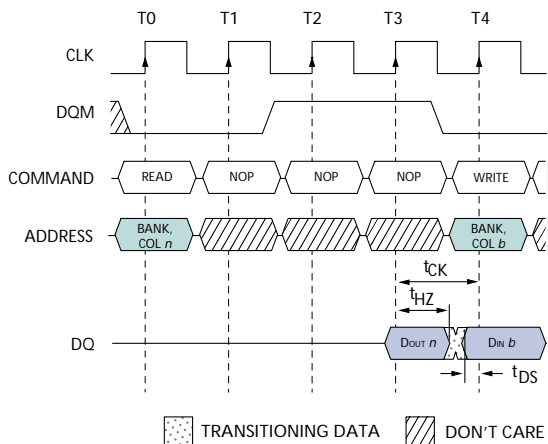 T0 T1 T2 T3 T4
CLK
DQM
COMMAND READ NOP NOP NOP WRITE
ADDRESS BANK, COL n BANK, COL b
tCK
tHZ
DQ DOUT n DIN b
tDS
TRANSITIONING DATA DON'T CARE